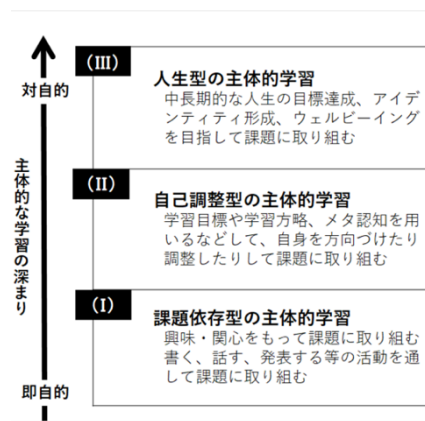 対自的
主体的な学習の深まり
即自的
(III)
人生型の主体的学習
中長期的な人生の目標達成、アイデ
ンティティ形成、ウェルビーイング
を目指して課題に取り組む
(II)
自己調整型の主体的学習
学習目標や学習方略、メタ認知を用
いるなどして、自身を方向づけたり
調整したりして課題に取り組む
(I)
課題依存型の主体的学習
興味・関心をもって課題に取り組む
書く、話す、発表する等の活動を通
して課題に取り組む